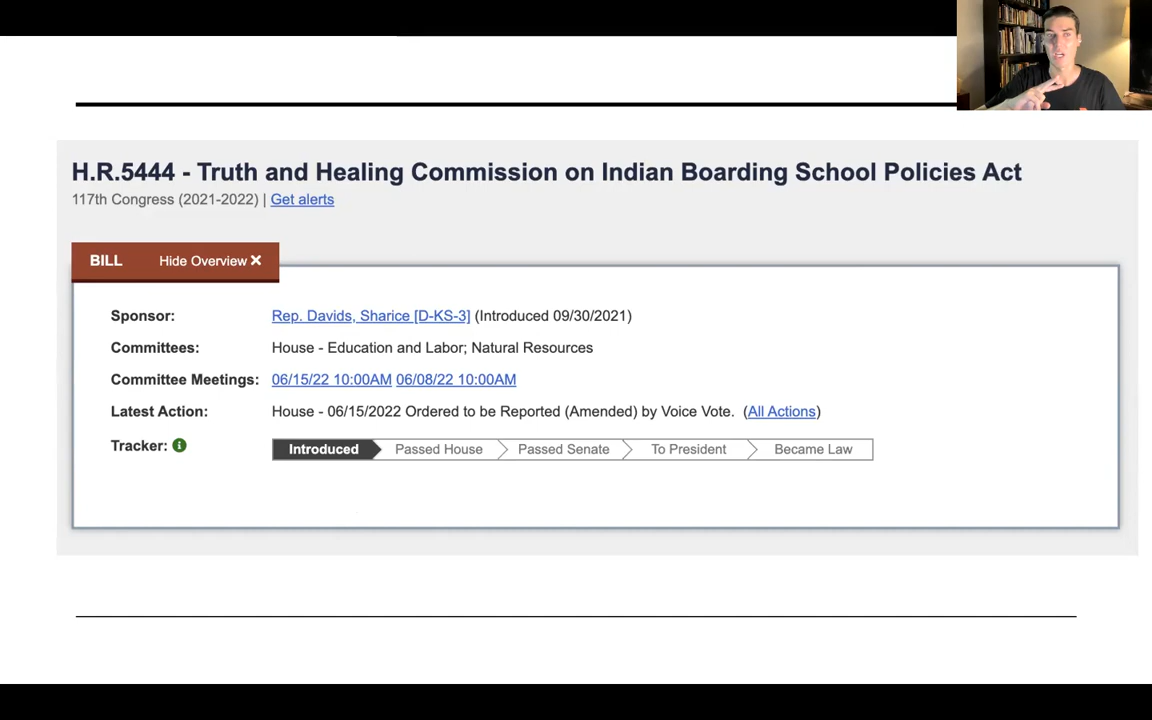 H.R.5444 - Truth and Healing Commission on Indian Boarding School Policies Act
117th Congress (2021-2022) | Get alerts
BILL Hide Overview ✕
Sponsor: Rep. Davids, Sharice [D-KS-3] (Introduced 09/30/2021)
Committees: House - Education and Labor; Natural Resources
Committee Meetings: 06/15/22 10:00AM 06/08/22 10:00AM
Latest Action: House - 06/15/2022 Ordered to be Reported (Amended) by Voice Vote. (All Actions)
Tracker: Introduced Passed House Passed Senate To President Became Law